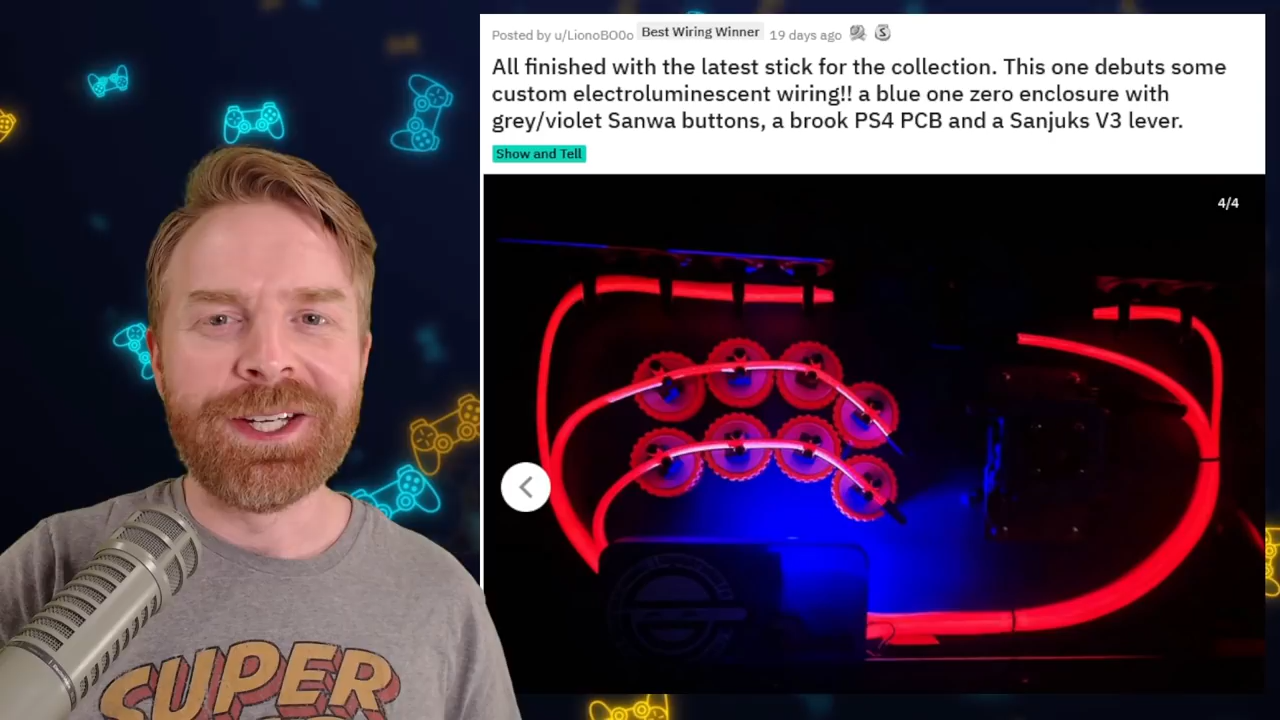 Posted by u/LionoBO0o Best Wiring Winner 19 days ago
All finished with the latest stick for the collection. This one debuts some
custom electroluminescent wiring!! a blue one zero enclosure with
grey/violet Sanwa buttons, a brook PS4 PCB and a Sanjuks V3 lever.
Show and Tell
4/4
SUPER